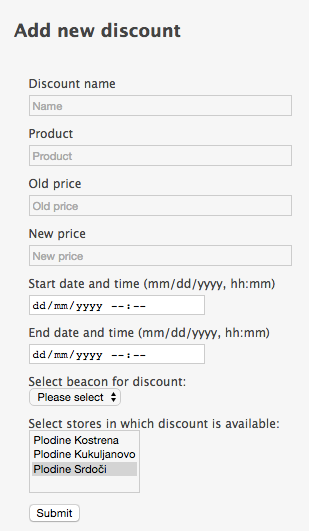 Add new discount
Discount name
Name
Product
Product
Old price
Old price
New price
New price
Start date and time (mm/dd/yyyy, hh:mm)
dd/mm/yyyy --:--
End date and time (mm/dd/yyyy, hh:mm)
dd/mm/yyyy --:--
Select beacon for discount:
Please select
Select stores in which discount is available:
Plodine Kostrena
Plodine Kukuljanovo
Plodine Srdoči
Submit